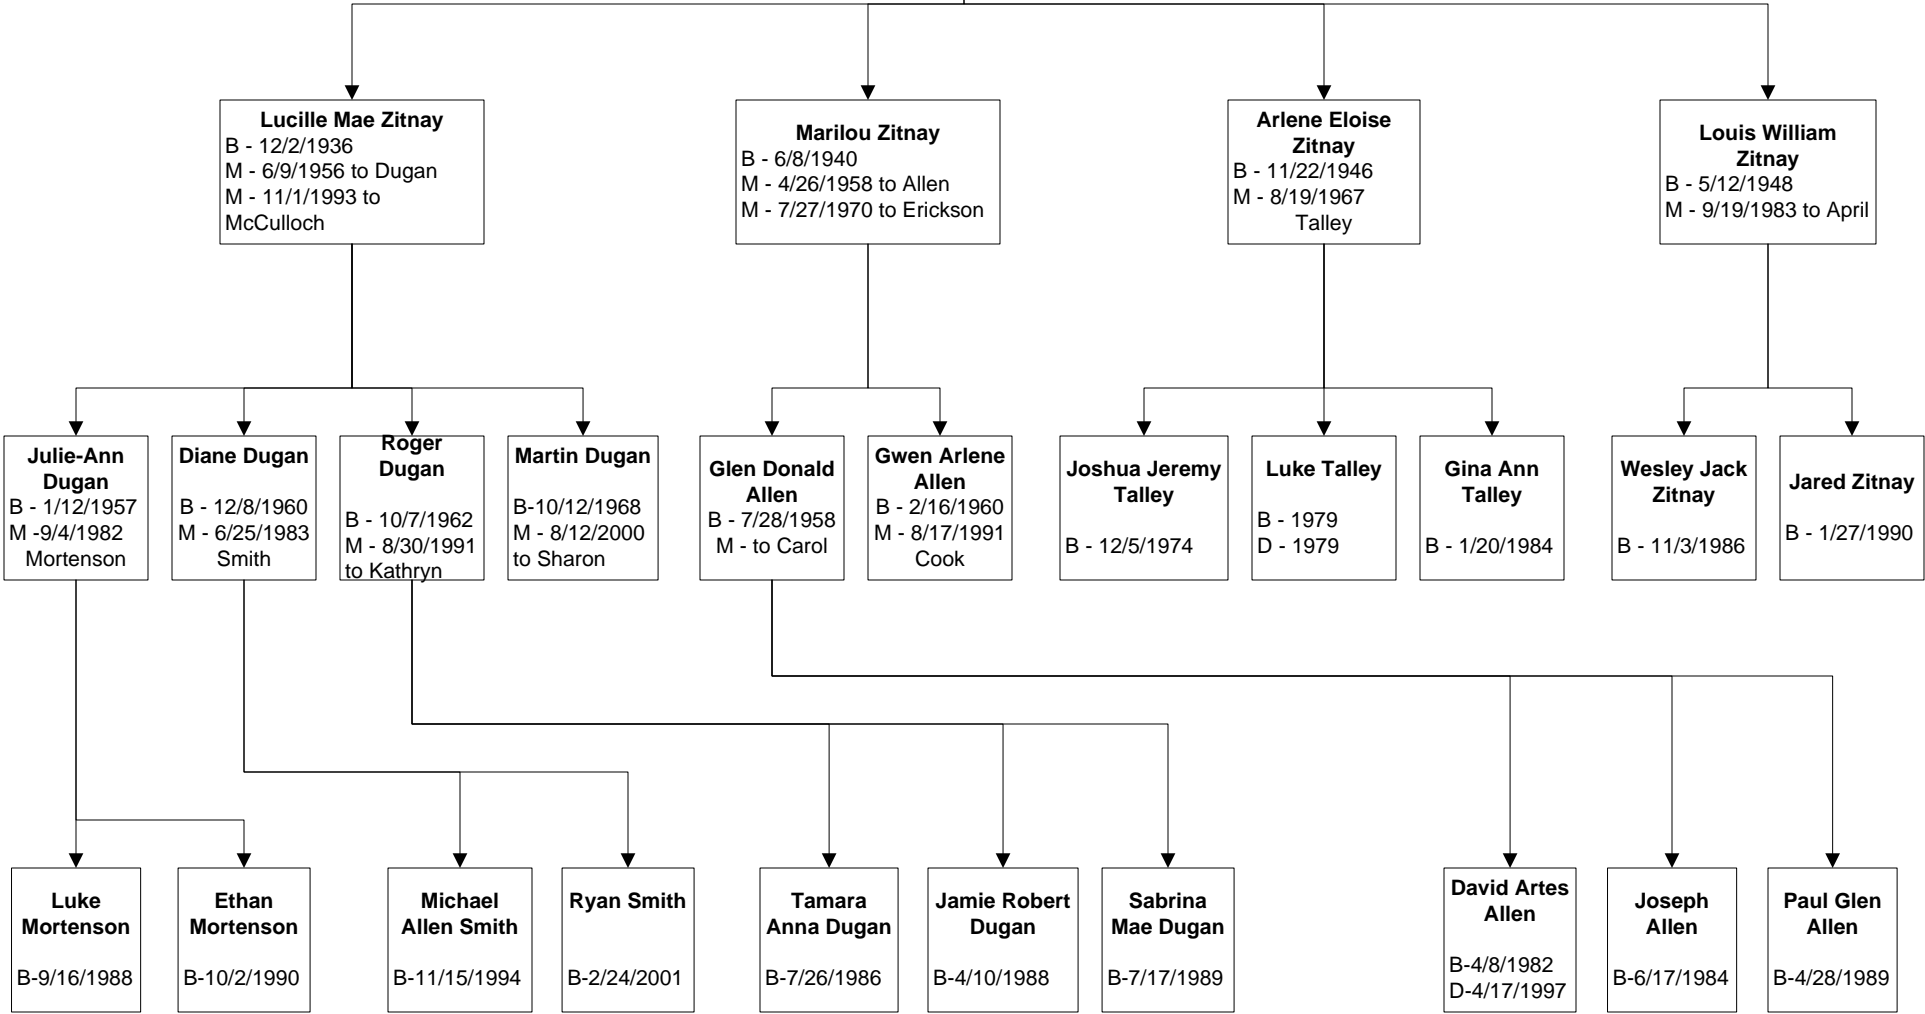 Lucille Mae Zitnay
B - 12/2/1936
M - 6/9/1956 to Dugan
M - 11/1/1993 to
McCulloch
Marilou Zitnay
B - 6/8/1940
M - 4/26/1958 to Allen
M - 7/27/1970 to Erickson
Arlene Eloise
Zitnay
B - 11/22/1946
M - 8/19/1967
Talley
Louis William
Zitnay
B - 5/12/1948
M - 9/19/1983 to April
Julie-Ann
Dugan
B - 1/12/1957
M -9/4/1982
Mortenson
Diane Dugan
B - 12/8/1960
M - 6/25/1983
Smith
Roger
Dugan
B - 10/7/1962
M - 8/30/1991
to Kathryn
Martin Dugan
B-10/12/1968
M - 8/12/2000
to Sharon
Glen Donald
Allen
B - 7/28/1958
M - to Carol
Gwen Arlene
Allen
B - 2/16/1960
M - 8/17/1991
Cook
Joshua Jeremy
Talley
B - 12/5/1974
Luke Talley
B - 1979
D - 1979
Gina Ann
Talley
B - 1/20/1984
Wesley Jack
Zitnay
B - 11/3/1986
Jared Zitnay
B - 1/27/1990
Luke
Mortenson
B-9/16/1988
Ethan
Mortenson
B-10/2/1990
Michael
Allen Smith
B-11/15/1994
Ryan Smith
B-2/24/2001
Tamara
Anna Dugan
B-7/26/1986
Jamie Robert
Dugan
B-4/10/1988
Sabrina
Mae Dugan
B-7/17/1989
David Artes
Allen
B-4/8/1982
D-4/17/1997
Joseph
Allen
B-6/17/1984
Paul Glen
Allen
B-4/28/1989